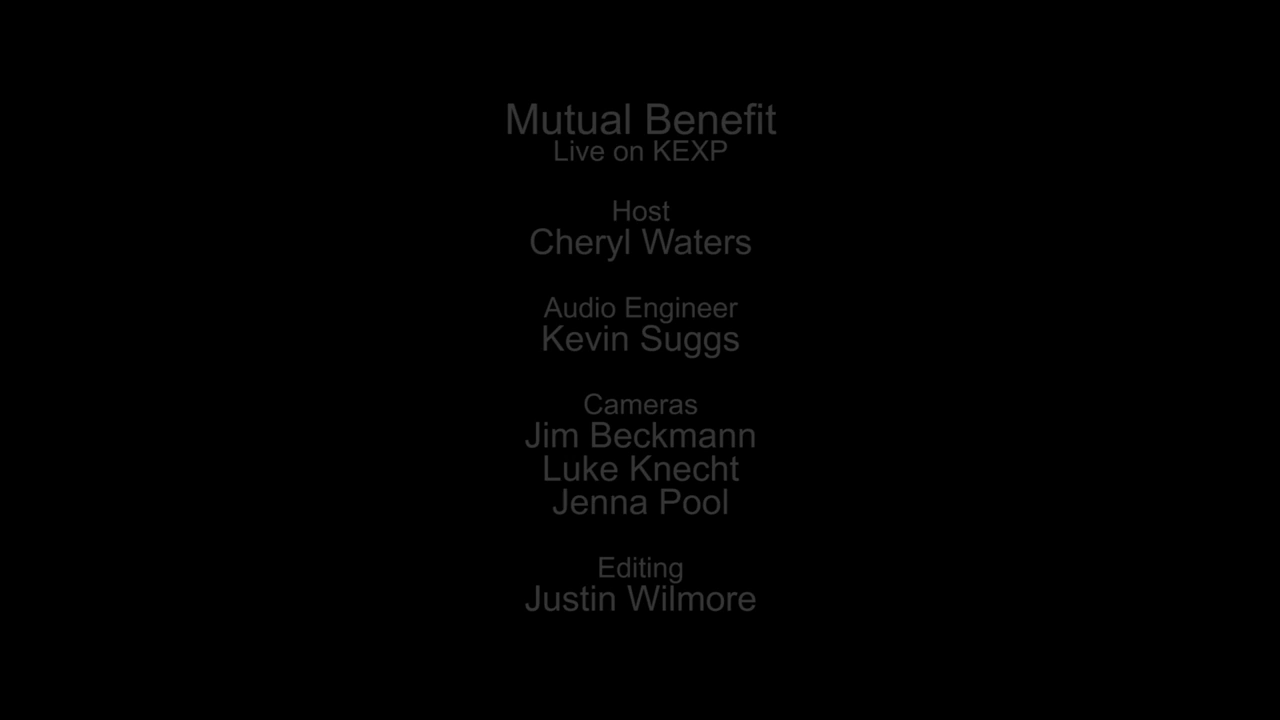 Mutual Benefit
Live on KEXP
Host
Cheryl Waters
Audio Engineer
Kevin Suggs
Cameras
Jim Beckmann
Luke Knecht
Jenna Pool
Editing
Justin Wilmore